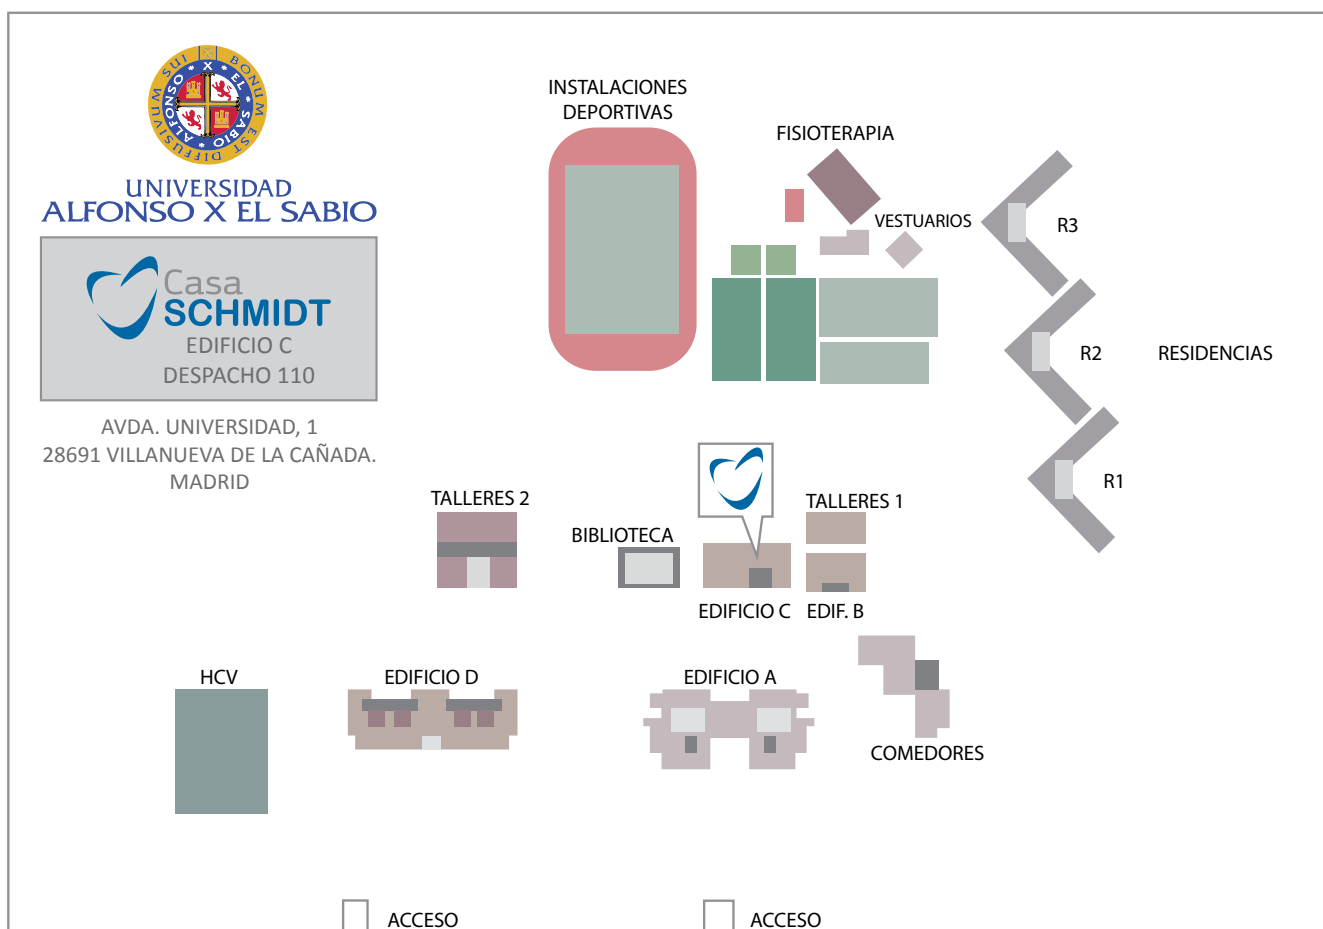 BONUM EST DIFFUSIVUM SUI
ALFONSO * X * EL SABIO *
UNIVERSIDAD
ALFONSO X EL SABIO
Casa
SCHMIDT
EDIFICIO C
DESPACHO 110
AVDA. UNIVERSIDAD, 1
28691 VILLANUEVA DE LA CAÑADA.
MADRID
INSTALACIONES
DEPORTIVAS
FISIOTERAPIA
VESTUARIOS
R3
R2
RESIDENCIAS
R1
TALLERES 2
BIBLIOTECA
TALLERES 1
EDIFICIO C
EDIF. B
HCV
EDIFICIO D
EDIFICIO A
COMEDORES
ACCESO
ACCESO